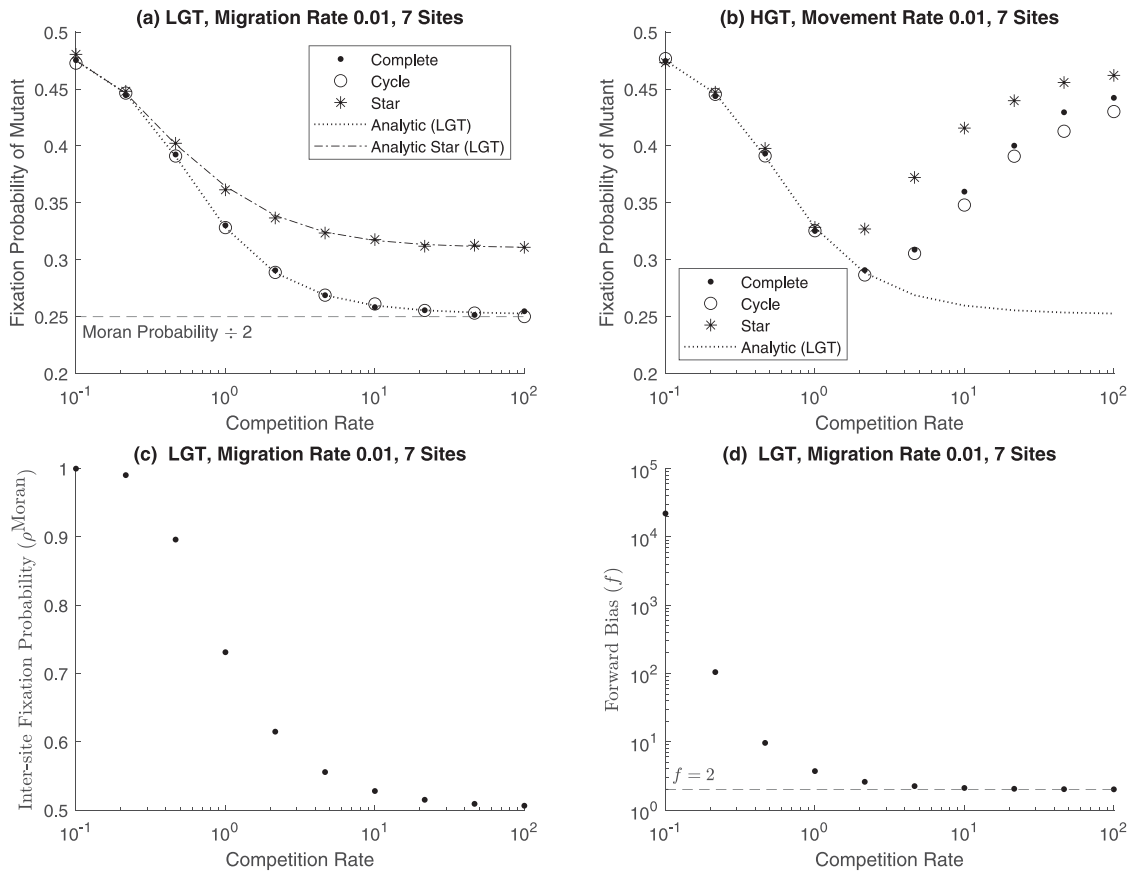 (a) LGT, Migration Rate 0.01, 7 Sites
Fixation Probability of Mutant
0.5
0.45
0.4
0.35
0.3
0.25
0.2
Complete
Cycle
Star
Analytic (LGT)
Analytic Star (LGT)
Moran Probability ÷ 2
10^-1
10^0
10^1
10^2
Competition Rate
(b) HGT, Movement Rate 0.01, 7 Sites
Fixation Probability of Mutant
0.5
0.45
0.4
0.35
0.3
0.25
0.2
Complete
Cycle
Star
Analytic (LGT)
10^-1
10^0
10^1
10^2
Competition Rate
(c) LGT, Migration Rate 0.01, 7 Sites
Inter-site Fixation Probability (ρ^Moran)
1
0.9
0.8
0.7
0.6
0.5
10^-1
10^0
10^1
10^2
Competition Rate
(d) LGT, Migration Rate 0.01, 7 Sites
Forward Bias (f)
10^5
10^4
10^3
10^2
10^1
10^0
f = 2
10^-1
10^0
10^1
10^2
Competition Rate